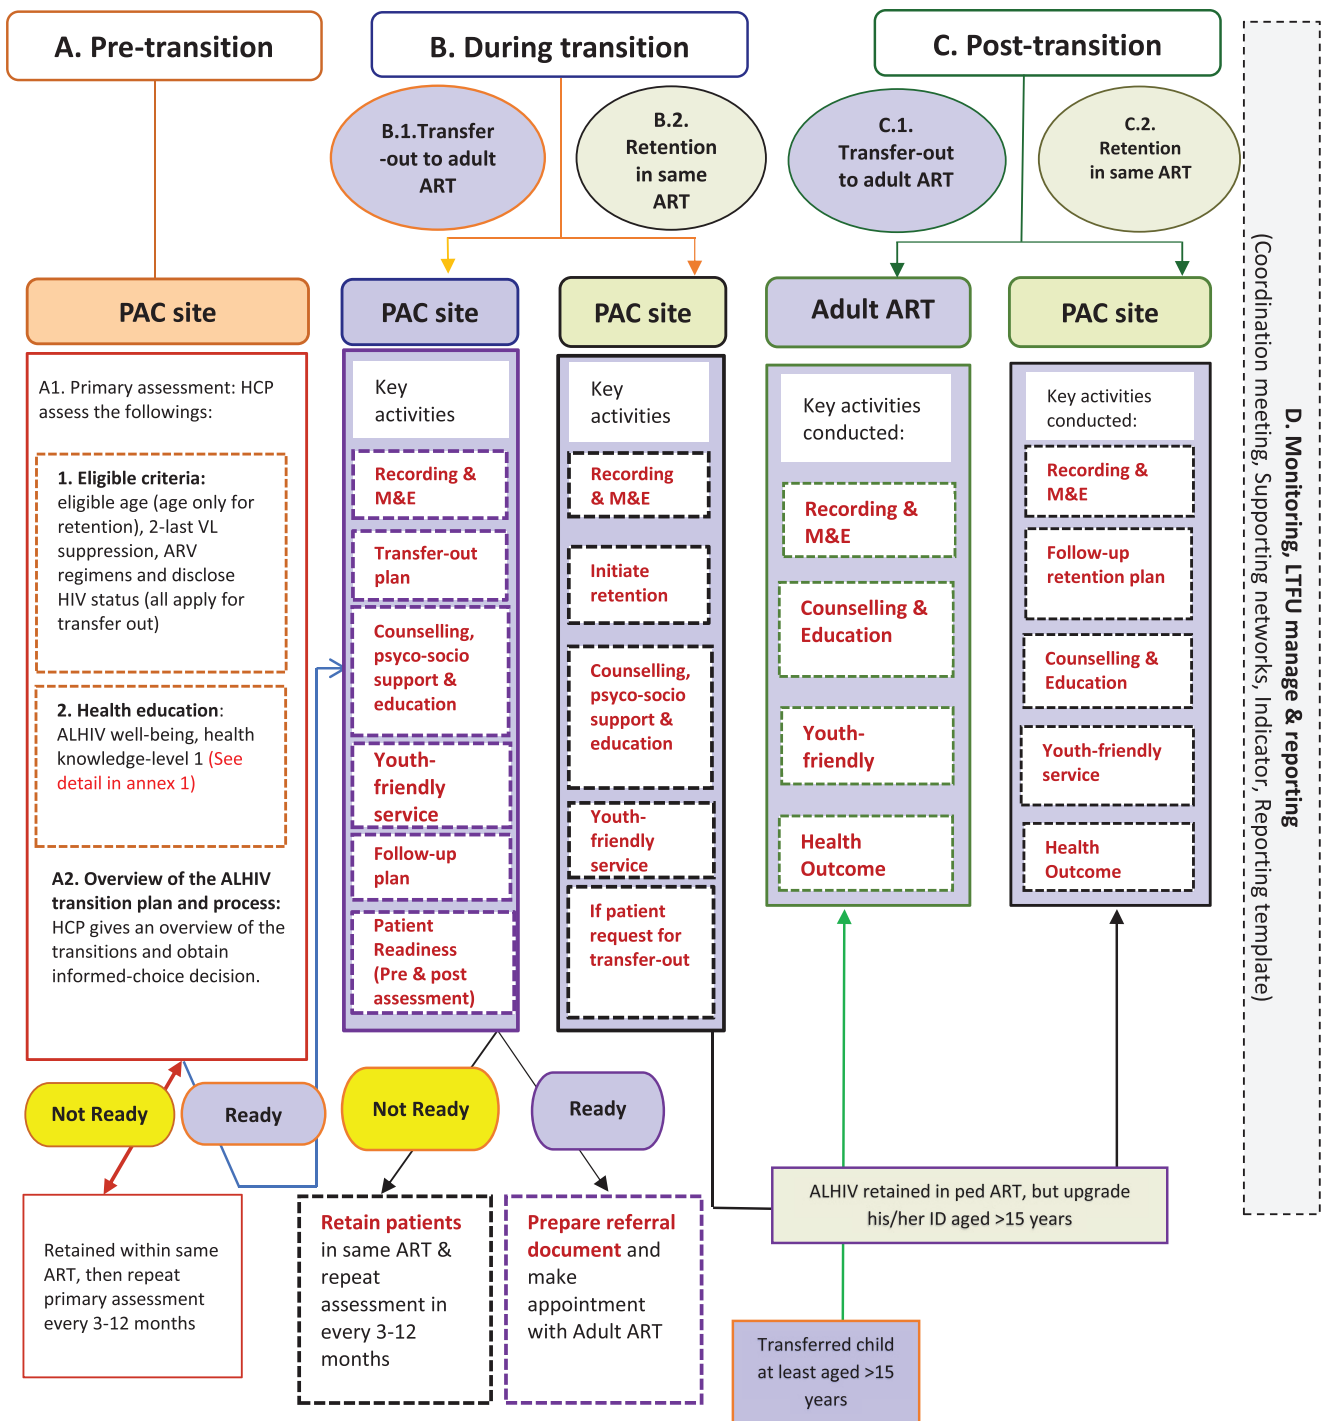 A. Pre-transition
B. During transition
C. Post-transition
B.1.Transfer
-out to adult
ART
B.2.
Retention
in same
ART
C.1.
Transfer-out
to adult ART
C.2.
Retention
in same ART
PAC site
PAC site
PAC site
Adult ART
PAC site
A1. Primary assessment: HCP
assess the followings:
1. Eligible criteria:
eligible age (age only for
retention), 2-last VL
suppression, ARV
regimens and disclose
HIV status (all apply for
transfer out)
2. Health education:
ALHIV well-being, health
knowledge-level 1 (See
detail in annex 1)
A2. Overview of the ALHIV
transition plan and process:
HCP gives an overview of the
transitions and obtain
informed-choice decision.
Key
activities
Recording &
M&E
Transfer-out
plan
Counselling,
psyco-socio
support &
education
Youth-
friendly
service
Follow-up
plan
Patient
Readiness
(Pre & post
assessment)
Key
activities
Recording
& M&E
Initiate
retention
Counselling,
psyco-socio
support &
education
Youth-
friendly
service
If patient
request for
transfer-out
Key activities
conducted:
Recording &
M&E
Counselling &
Education
Youth-
friendly
Health
Outcome
Key activities
conducted:
Recording &
M&E
Follow-up
retention plan
Counselling &
Education
Youth-friendly
service
Health
Outcome
D. Monitoring, LTFU manage & reporting
(Coordination meeting, Supporting networks, Indicator, Reporting template)
Not Ready
Ready
Not Ready
Ready
Retained within same
ART, then repeat
primary assessment
every 3-12 months
Retain patients
in same ART &
repeat
assessment in
every 3-12
months
Prepare referral
document and
make
appointment
with Adult ART
ALHIV retained in ped ART, but upgrade
his/her ID aged >15 years
Transferred child
at least aged >15
years